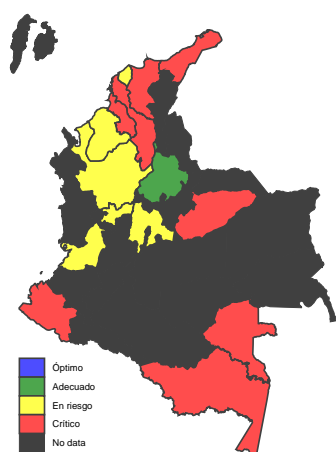 Óptimo
Adecuado
En riesgo
Crítico
No data